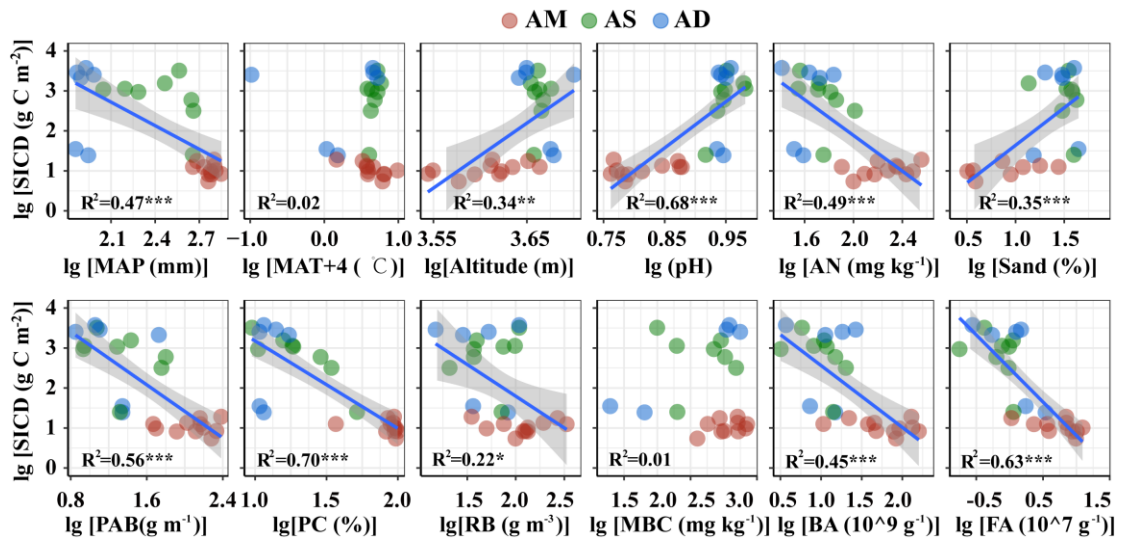 AM AS AD
lg [SICD (g C m⁻²)]
4
3
2
1
0
R²=0.47***
R²=0.02
R²=0.34**
R²=0.68***
R²=0.49***
R²=0.35***
2.1 2.4 2.7
−1.0 0.0 1.0
3.55 3.65
0.75 0.85 0.95
1.5 2.0 2.5
0.5 1.0 1.5 2.0
lg [MAP (mm)]
lg [MAT+4 ( ℃)]
lg[Altitude (m)]
lg (pH)
lg [AN (mg kg⁻¹)]
lg [Sand (%)]
lg [SICD (g C m⁻²)]
4
3
2
1
0
R²=0.56***
R²=0.70***
R²=0.22*
R²=0.01
R²=0.45***
R²=0.63***
0.8 1.6 2.4
1.0 1.5 2.0
1.0 1.5 2.0 2.5
1.5 2.0 2.5 3.0
0.5 1.0 1.5 2.0
−0.5 0.5 1.5
lg [PAB(g m⁻¹)]
lg[PC (%)]
lg[RB (g m⁻³)]
lg [MBC (mg kg⁻¹)]
lg [BA (10^9 g⁻¹)]
lg [FA (10^7 g⁻¹)]